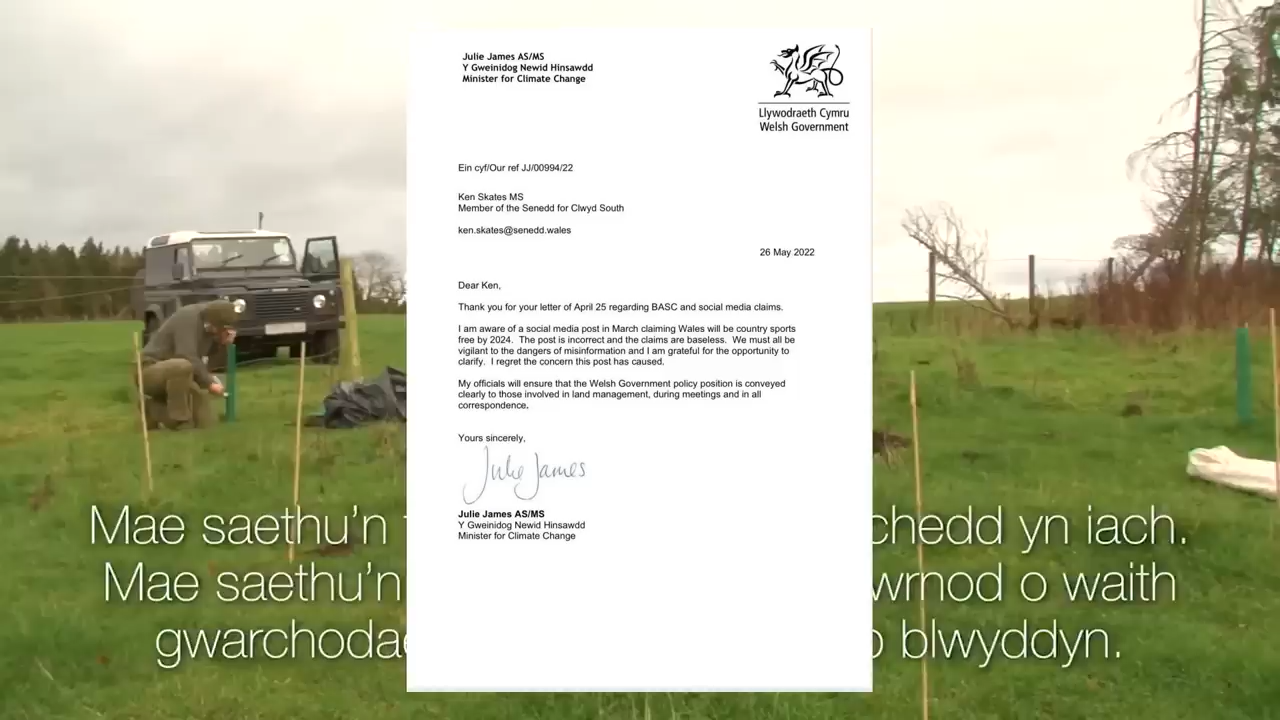 Julie James AS/MS
Y Gweinidog Newid Hinsawdd
Minister for Climate Change
Llywodraeth Cymru
Welsh Government
Ein cyf/Our ref JJ/00994/22
Ken Skates MS
Member of the Senedd for Clwyd South
ken.skates@senedd.wales
26 May 2022
Dear Ken,
Thank you for your letter of April 25 regarding BASC and social media claims.
I am aware of a social media post in March claiming Wales will be country sports
free by 2024.  The post is incorrect and the claims are baseless.  We must all be
vigilant to the dangers of misinformation and I am grateful for the opportunity to
clarify.  I regret the concern this post has caused.
My officials will ensure that the Welsh Government policy position is conveyed
clearly to those involved in land management, during meetings and in all
correspondence.
Yours sincerely,
Julie James
Julie James AS/MS
Y Gweinidog Newid Hinsawdd
Minister for Climate Change
Mae saethu'n chedd yn iach.
Mae saethu'n wrnod o waith
gwarchodae blwyddyn.